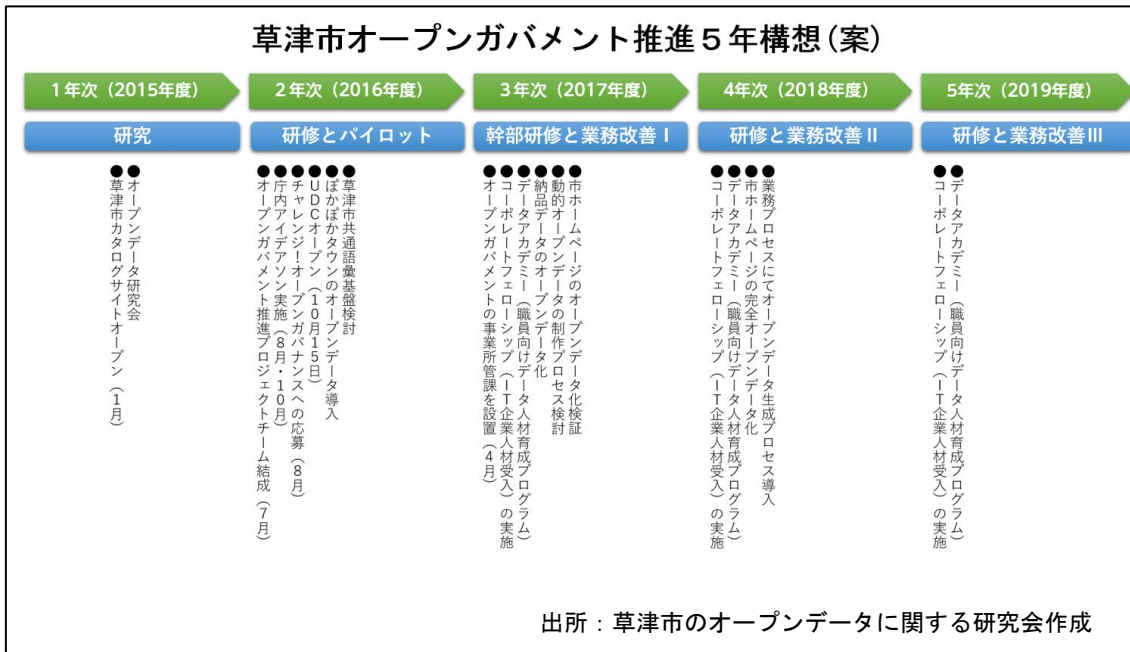 草津市オープンガバメント推進５年構想(案)
１年次（2015年度）
２年次（2016年度）
３年次（2017年度）
4年次（2018年度）
5年次（2019年度）
研究
研修とパイロット
幹部研修と業務改善Ⅰ
研修と業務改善Ⅱ
研修と業務改善Ⅲ
●オープンデータ研究会
●草津市カタログサイトオープン（１月）
●草津市共通語彙基盤検討
●ぽかぽかタウンのオープンデータ導入
●ＵＤＣオープン（１０月１５日）
●チャレンジ！オープンガバナンスへの応募（８月）
●庁内アイデアソン実施（８月・１０月）
●オープンガバメント推進プロジェクトチーム結成（７月）
●市ホームページのオープンデータ化検証
●動的オープンデータの制作プロセス検討
●納品データのオープンデータ化
●データアカデミー（職員向けデータ人材育成プログラム）
●コーポレートフェローシップ（ＩＴ企業人材受入）の実施
●オープンガバメントの事業所管課を設置（４月）
●業務プロセスにてオープンデータ生成プロセス導入
●市ホームページの完全オープンデータ化
●データアカデミー（職員向けデータ人材育成プログラム）
●コーポレートフェローシップ（ＩＴ企業人材受入）の実施
●データアカデミー（職員向けデータ人材育成プログラム）
●コーポレートフェローシップ（ＩＴ企業人材受入）の実施
出所：草津市のオープンデータに関する研究会作成